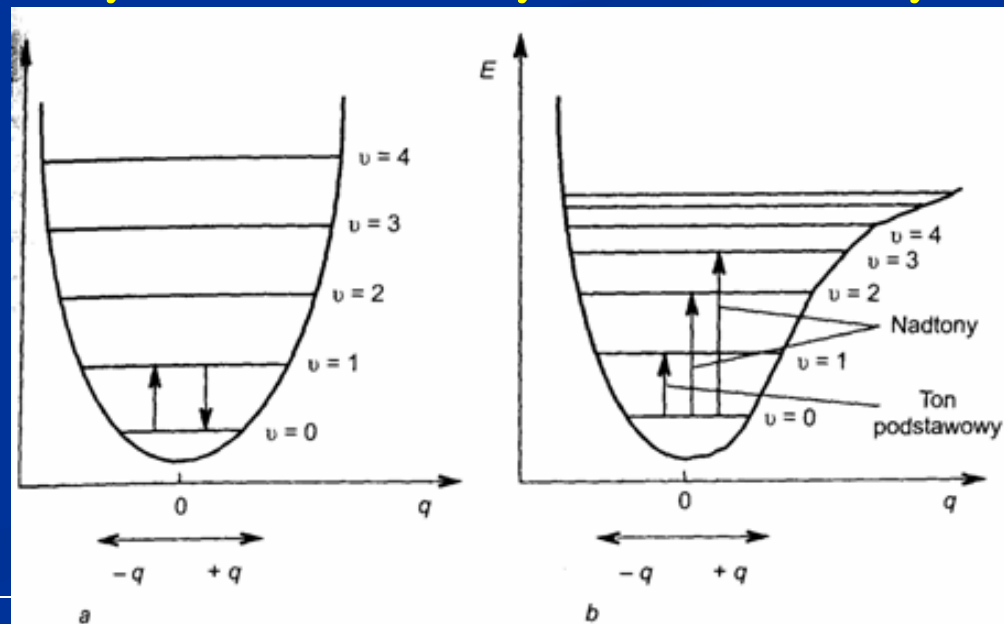 υ = 4
υ = 3
υ = 2
υ = 1
υ = 0
0
q
– q + q
a
E
υ = 4
υ = 3
υ = 2
Nadtony
υ = 1
Ton
podstawowy
υ = 0
0
q
– q + q
b